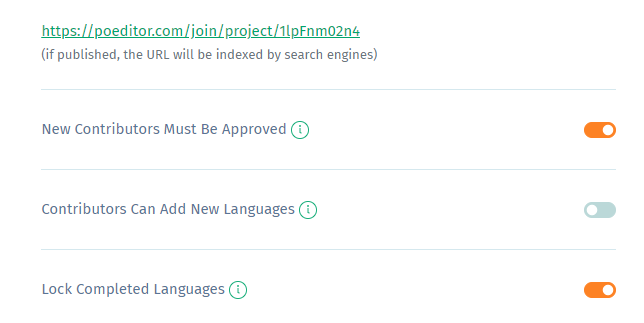 https://poeditor.com/join/project/1lpFnm02n4
(if published, the URL will be indexed by search engines)
New Contributors Must Be Approved i
Contributors Can Add New Languages i
Lock Completed Languages i